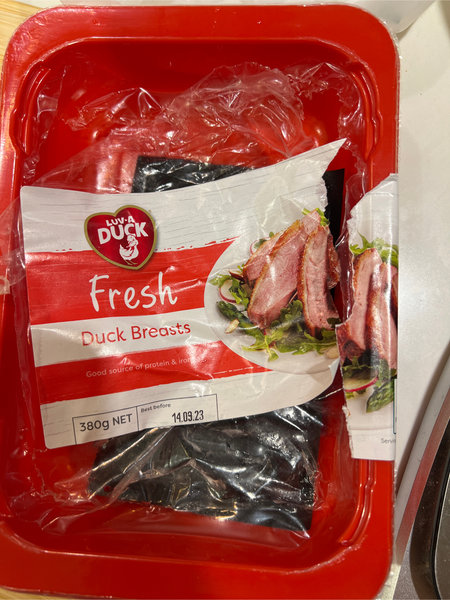 LUV-A
DUCK
Fresh
Duck Breasts
Good source of protein & iron
380g NET
Best Before
14.09.23